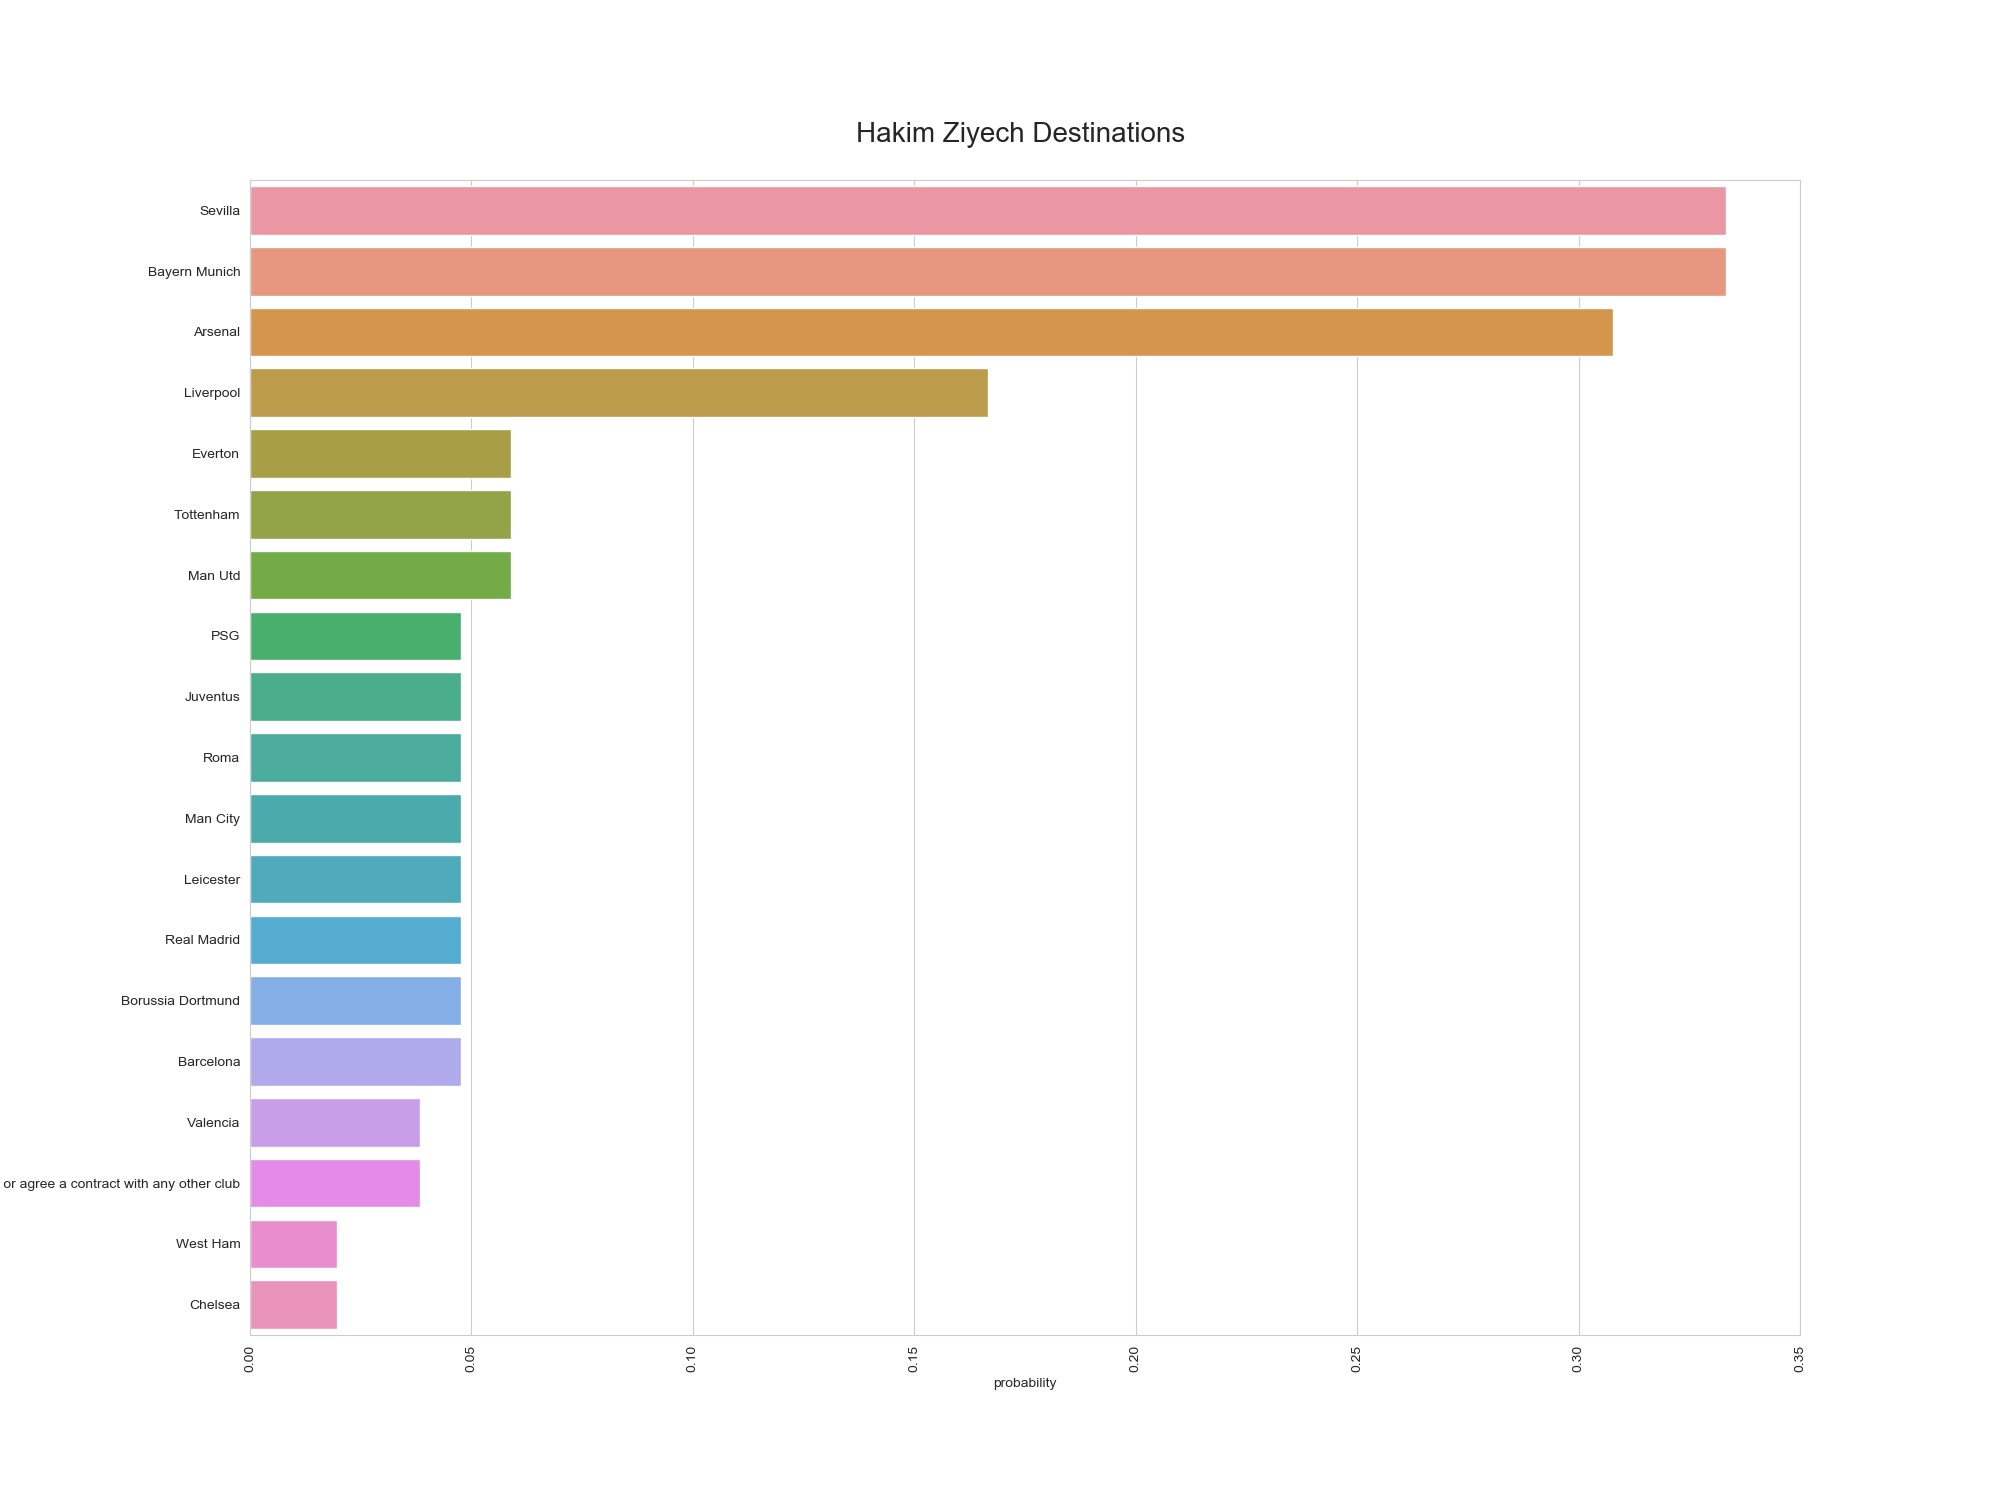 Hakim Ziyech Destinations
Sevilla
Bayern Munich
Arsenal
Liverpool
Everton
Tottenham
Man Utd
PSG
Juventus
Roma
Man City
Leicester
Real Madrid
Borussia Dortmund
Barcelona
Valencia
or agree a contract with any other club
West Ham
Chelsea
0.00 0.05 0.10 0.15 0.20 0.25 0.30 0.35
probability